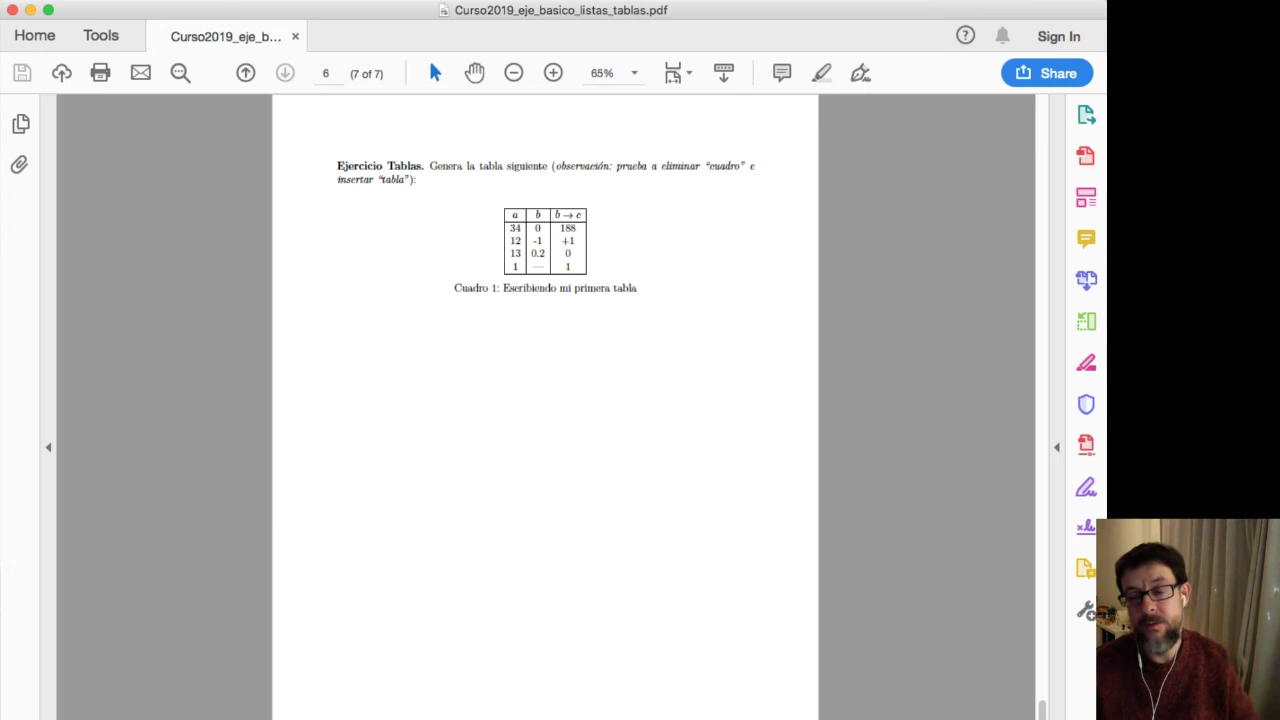 Curso2019_eje_basico_listas_tablas.pdf
Home Tools Curso2019_eje_b... × Sign In
6 (7 of 7) 65% Share
Ejercicio Tablas. Genera la tabla siguiente (observación: prueba a eliminar “cuadro” e
insertar “tabla”):
a b b → c
34 0 188
12 -1 +1
13 0.2 0
1 — 1
Cuadro 1: Escribiendo mi primera tabla